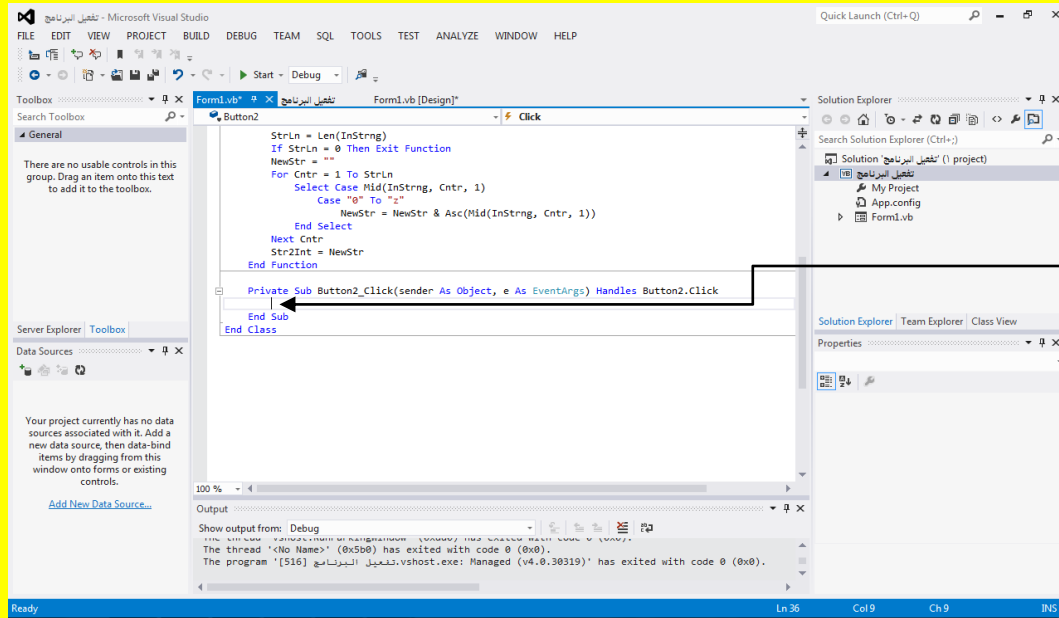 تفعيل البرنامج - Microsoft Visual Studio
Quick Launch (Ctrl+Q)
FILE EDIT VIEW PROJECT BUILD DEBUG TEAM SQL TOOLS TEST ANALYZE WINDOW HELP
Start Debug
Toolbox
Form1.vb* تفعيل البرنامج Form1.vb [Design]*
Solution Explorer
Search Toolbox
Button2 Click
General
Search Solution Explorer (Ctrl+;)
There are no usable controls in this
group. Drag an item onto this text
to add it to the toolbox.
StrLn = Len(InStrng)
If StrLn = 0 Then Exit Function
NewStr = ""
For Cntr = 1 To StrLn
Select Case Mid(InStrng, Cntr, 1)
Case "0" To "z"
NewStr = NewStr & Asc(Mid(InStrng, Cntr, 1))
End Select
Next Cntr
Str2Int = NewStr
End Function
Private Sub Button2_Click(sender As Object, e As EventArgs) Handles Button2.Click
End Sub
End Class
Solution 'تفعيل البرنامج' (١ project)
VB تفعيل البرنامج
My Project
App.config
Form1.vb
Server Explorer Toolbox
Solution Explorer Team Explorer Class View
Data Sources
Properties
Your project currently has no data
sources associated with it. Add a
new data source, then data-bind
items by dragging from this
window onto forms or existing
controls.
Add New Data Source...
100 %
Output
Show output from: Debug
The thread '<No Name>' (0x5b0) has exited with code 0 (0x0).
The program '[516] تفعيل البرنامج.vshost.exe: Managed (v4.0.30319)' has exited with code 0 (0x0).
Ready Ln 36 Col 9 Ch 9 INS